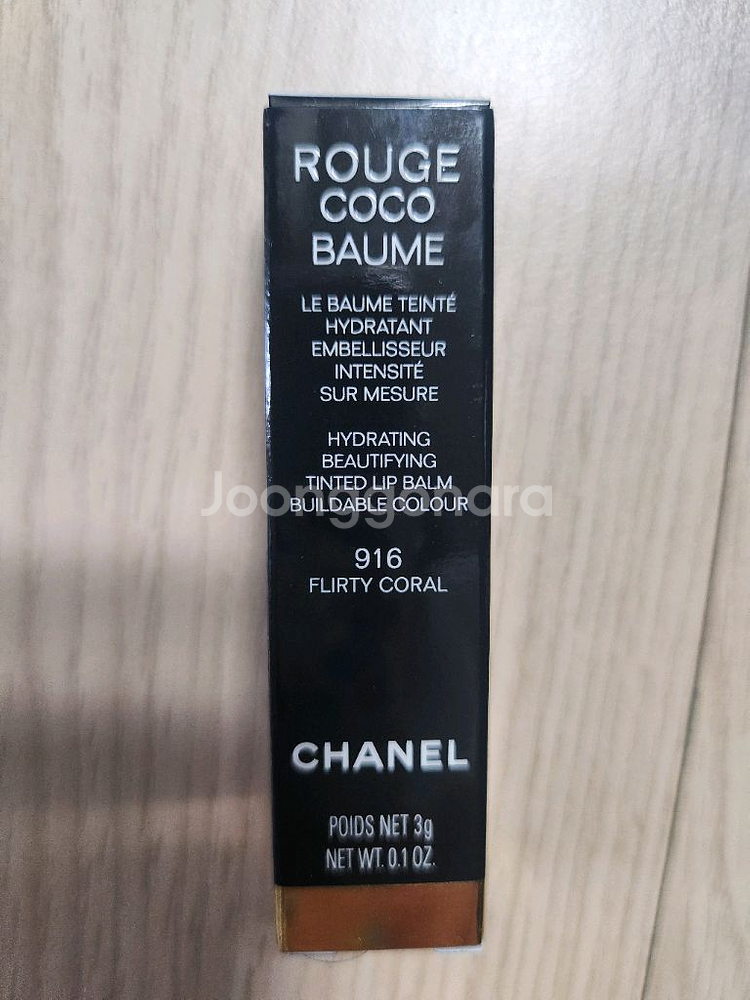 ROUGE
COCO
BAUME
LE BAUME TEINTÉ
HYDRATANT
EMBELLISSEUR
INTENSITÉ
SUR MESURE
HYDRATING
BEAUTIFYING
TINTED LIP BALM
Joonggonara
BUILDABLE COLOUR
916
FLIRTY CORAL
CHANEL
POIDS NET 3g
NET WT. 0.1 OZ.